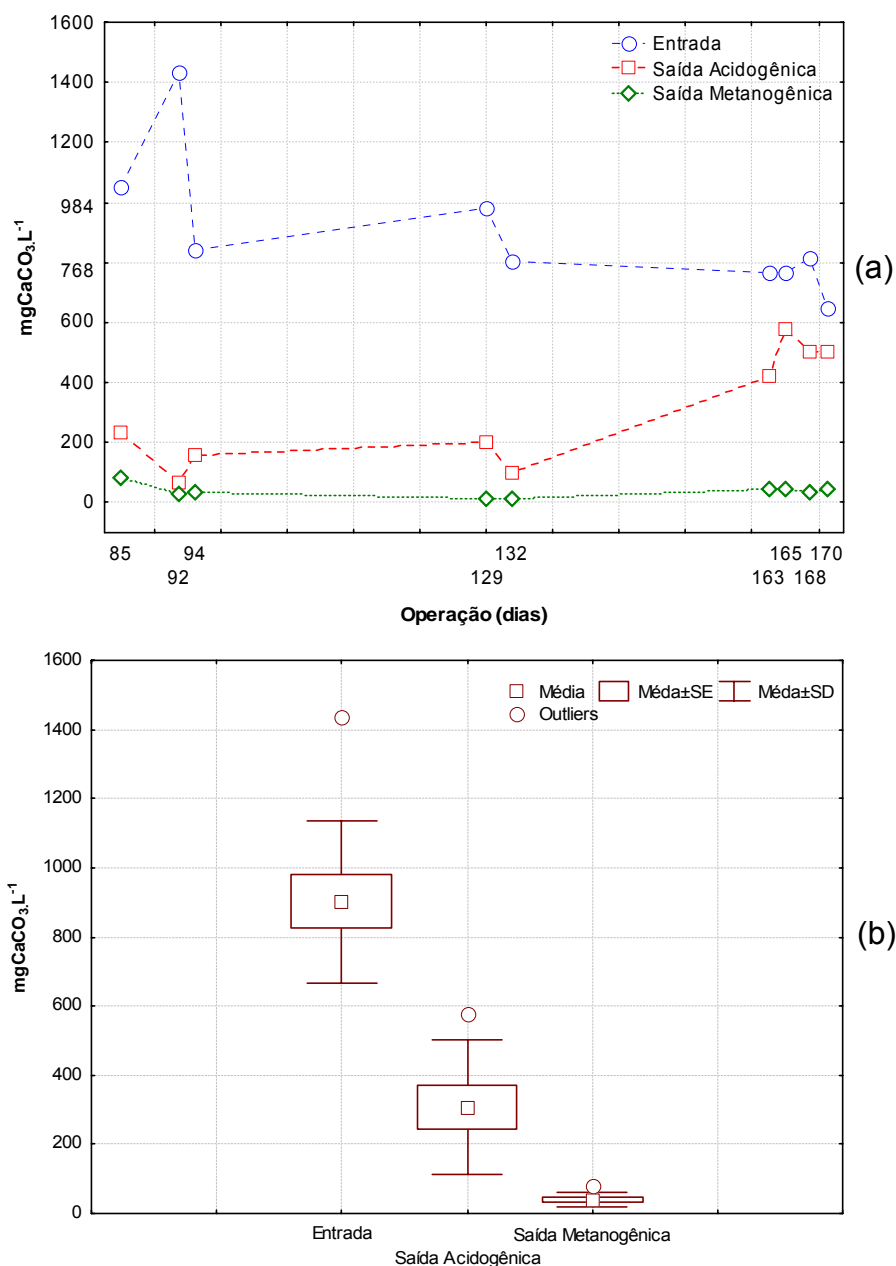 1600
Entrada
Saída Acidogênica
Saída Metanogênica
1400
1200
984
768
600
400
200
0
mgCaCO3.L-1
(a)
85 94 132 165 170
92 129 163 168
Operação (dias)
1600
Média Méda±SE Méda±SD
Outliers
1400
1200
1000
800
600
400
200
0
mgCaCO3.L-1
(b)
Entrada Saída Metanogênica
Saída Acidogênica